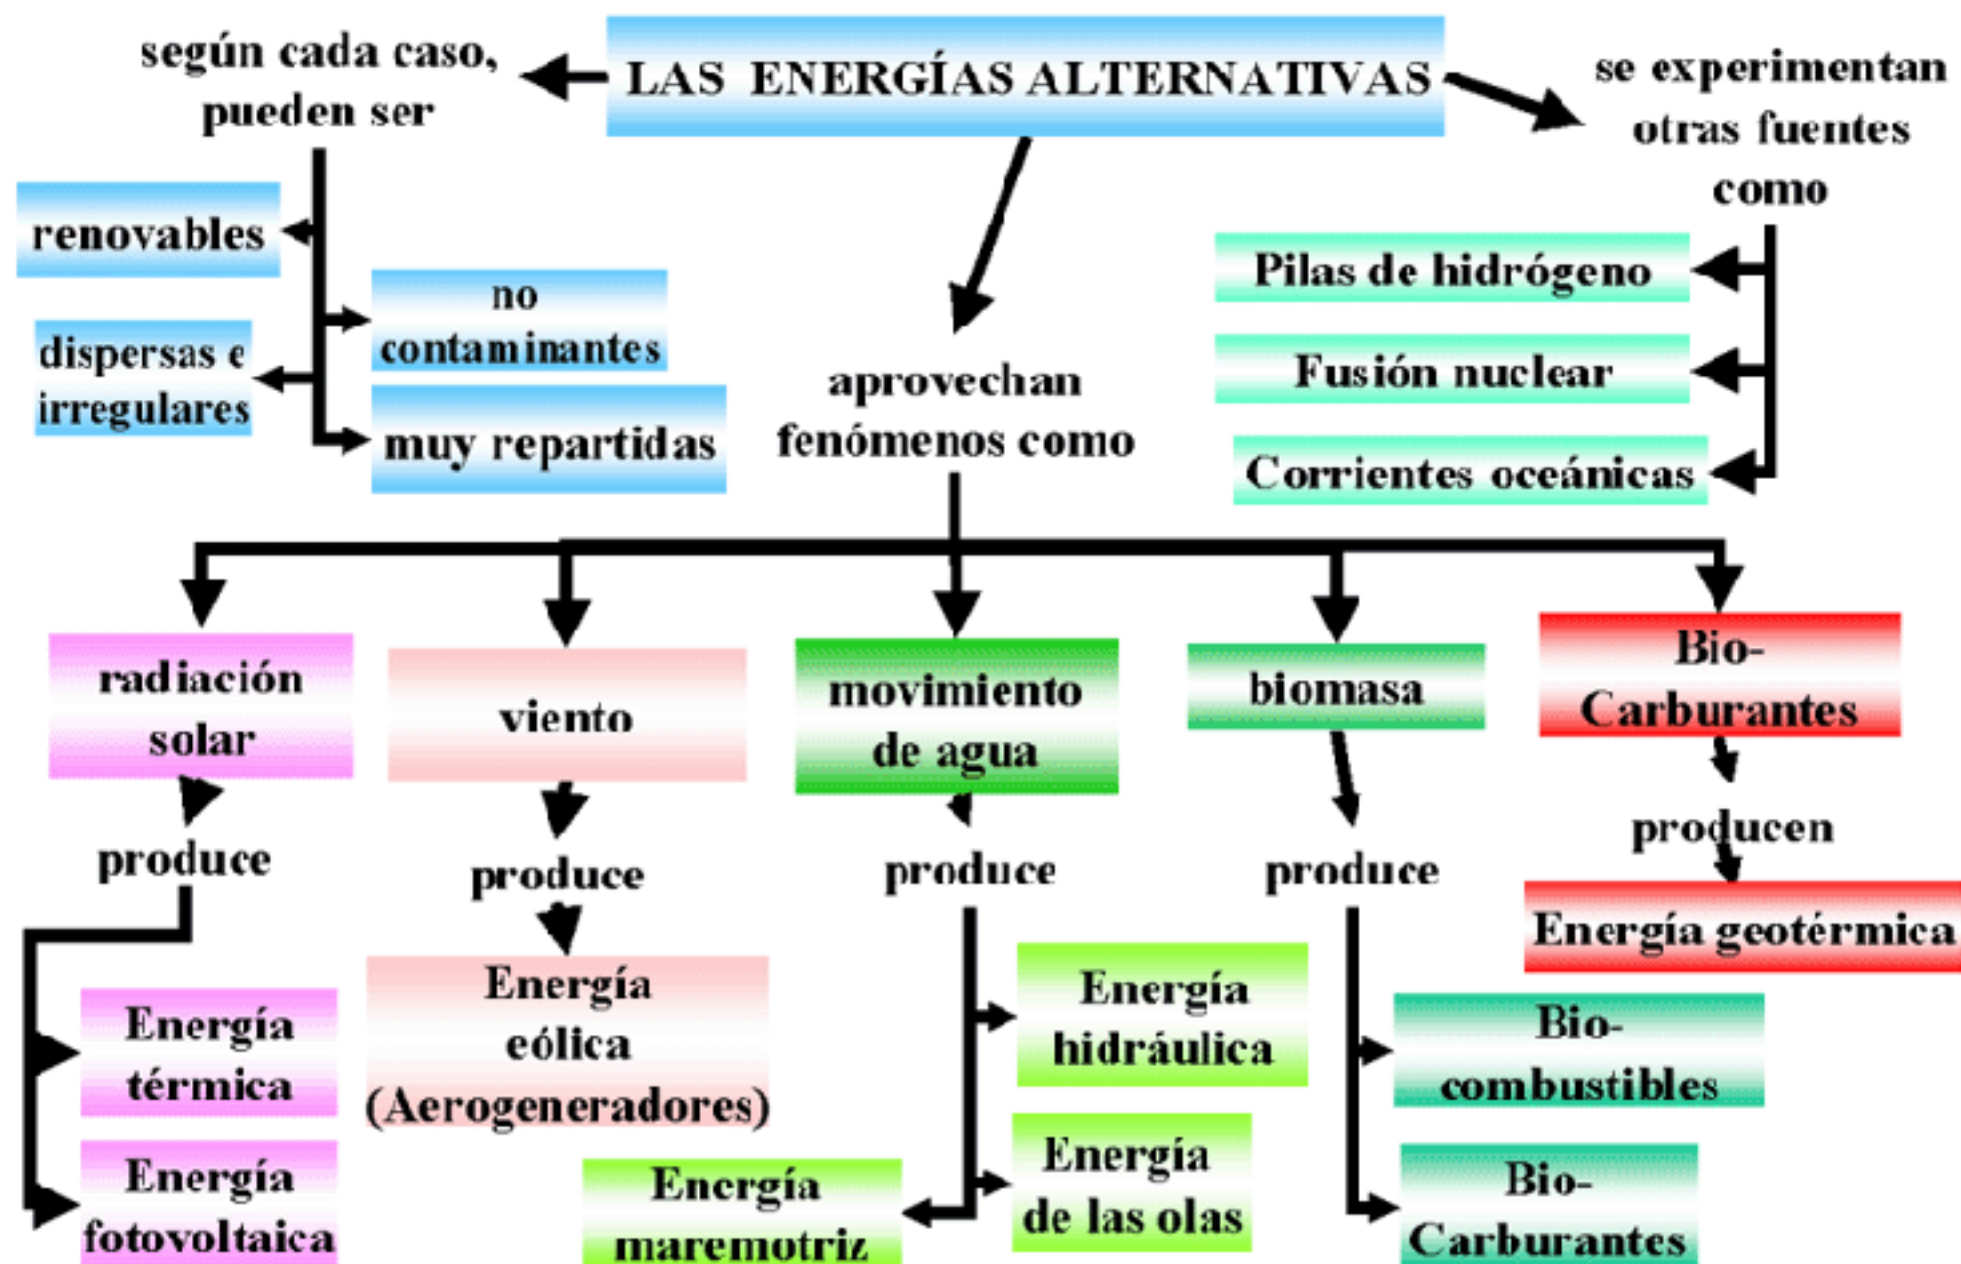 LAS ENERGÍAS ALTERNATIVAS
según cada caso,
pueden ser
renovables
no
contaminantes
dispersas e
irregulares
muy repartidas
aprovechan
fenómenos como
se experimentan
otras fuentes
como
Pilas de hidrógeno
Fusión nuclear
Corrientes oceánicas
radiación
solar
produce
Energía
térmica
Energía
fotovoltaica
viento
produce
Energía
eólica
(Aerogeneradores)
movimiento
de agua
produce
Energía
hidráulica
Energía
de las olas
Energía
maremotriz
biomasa
produce
Bio-
combustibles
Bio-
Carburantes
Bio-
Carburantes
producen
Energía geotérmica